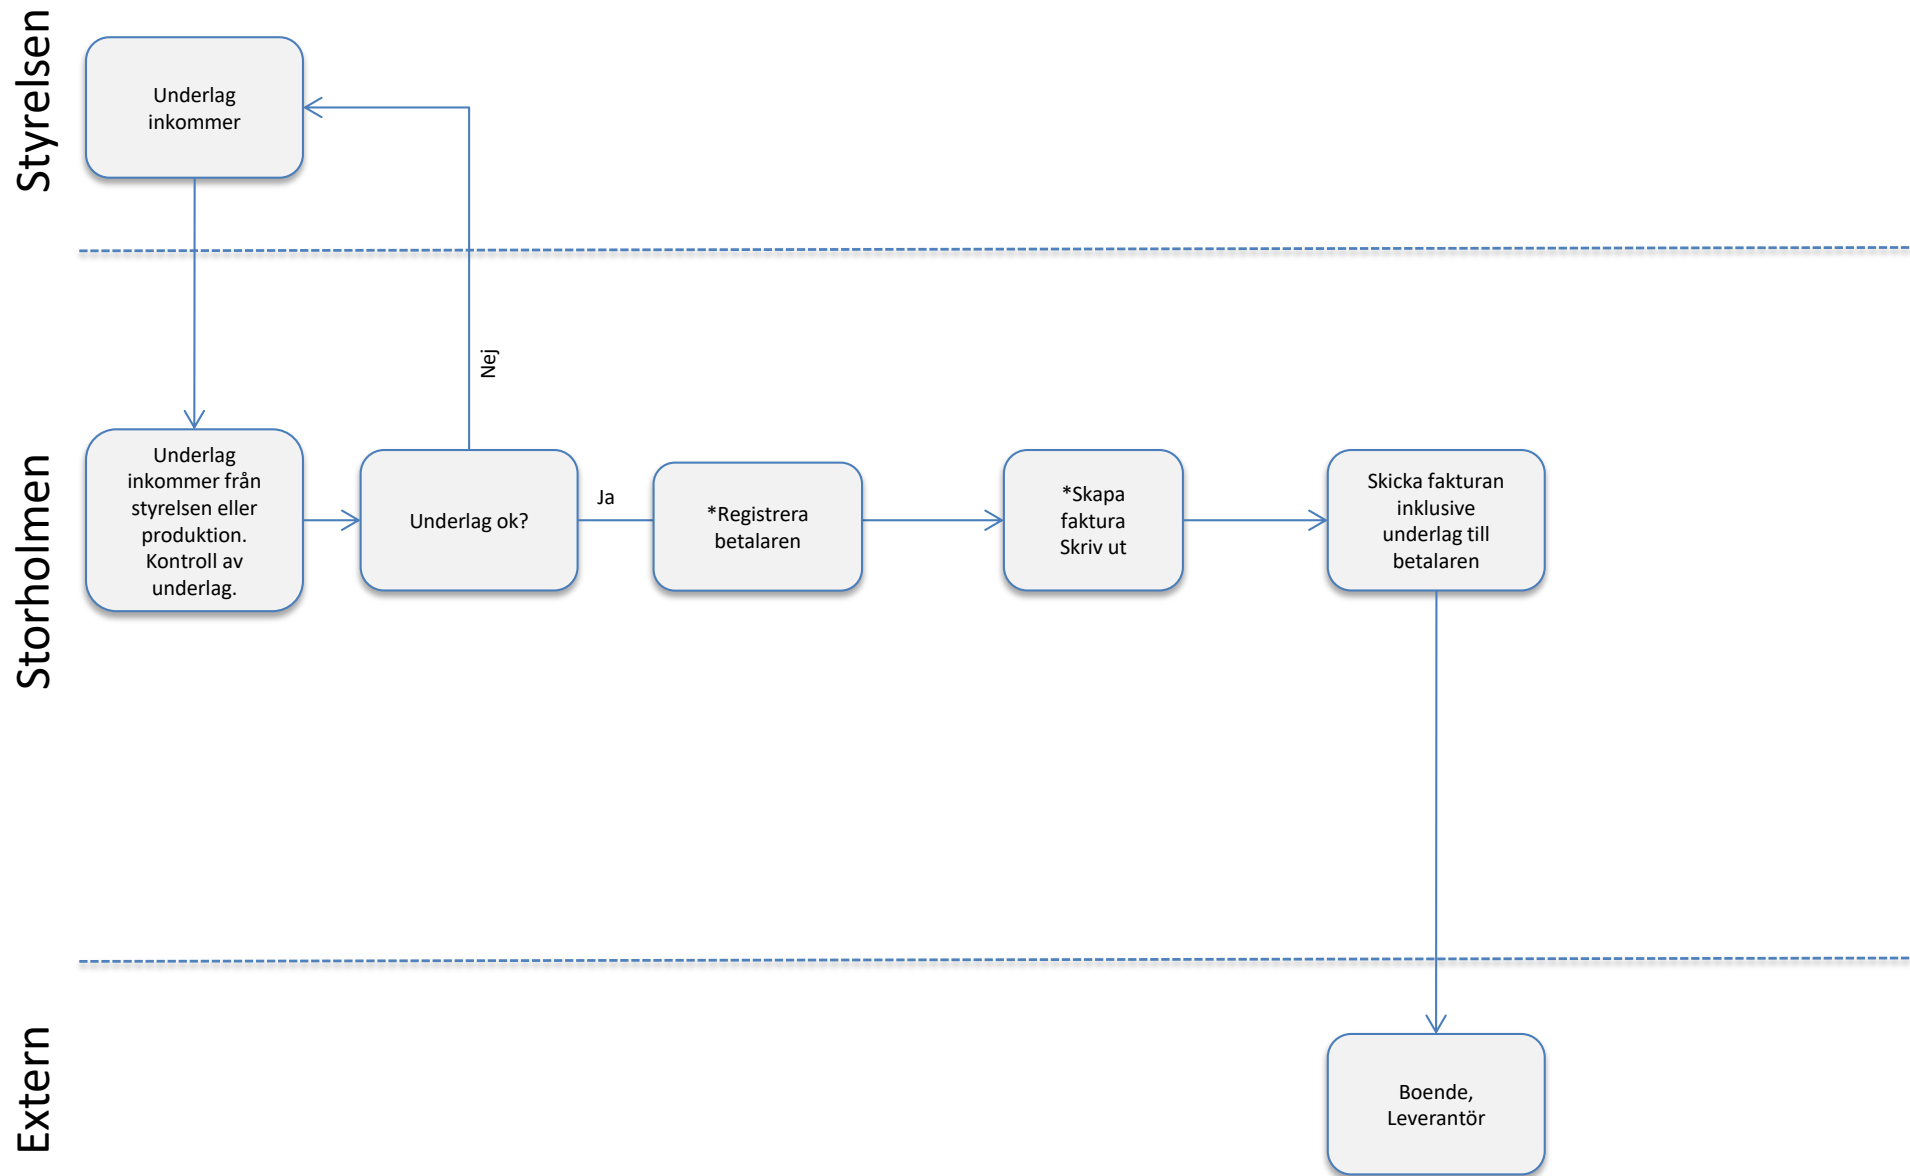 Styrelsen
Underlag
inkommer
Nej
Storholmen
Underlag
inkommer från
styrelsen eller
produktion.
Kontroll av
underlag.
Underlag ok?
Ja
*Registrera
betalaren
*Skapa
faktura
Skriv ut
Skicka fakturan
inklusive
underlag till
betalaren
Extern
Boende,
Leverantör